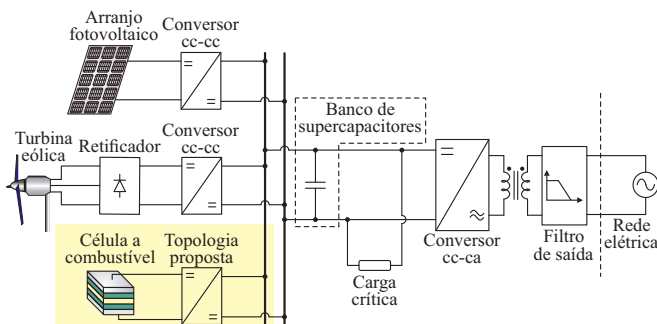 Arranjo
fotovoltaico
Conversor
cc-cc
Turbina
eólica
Retificador
Conversor
cc-cc
Célula a
combustível
Topologia
proposta
Banco de
supercapacitores
Carga
crítica
Conversor
cc-ca
Filtro
de saída
Rede
elétrica